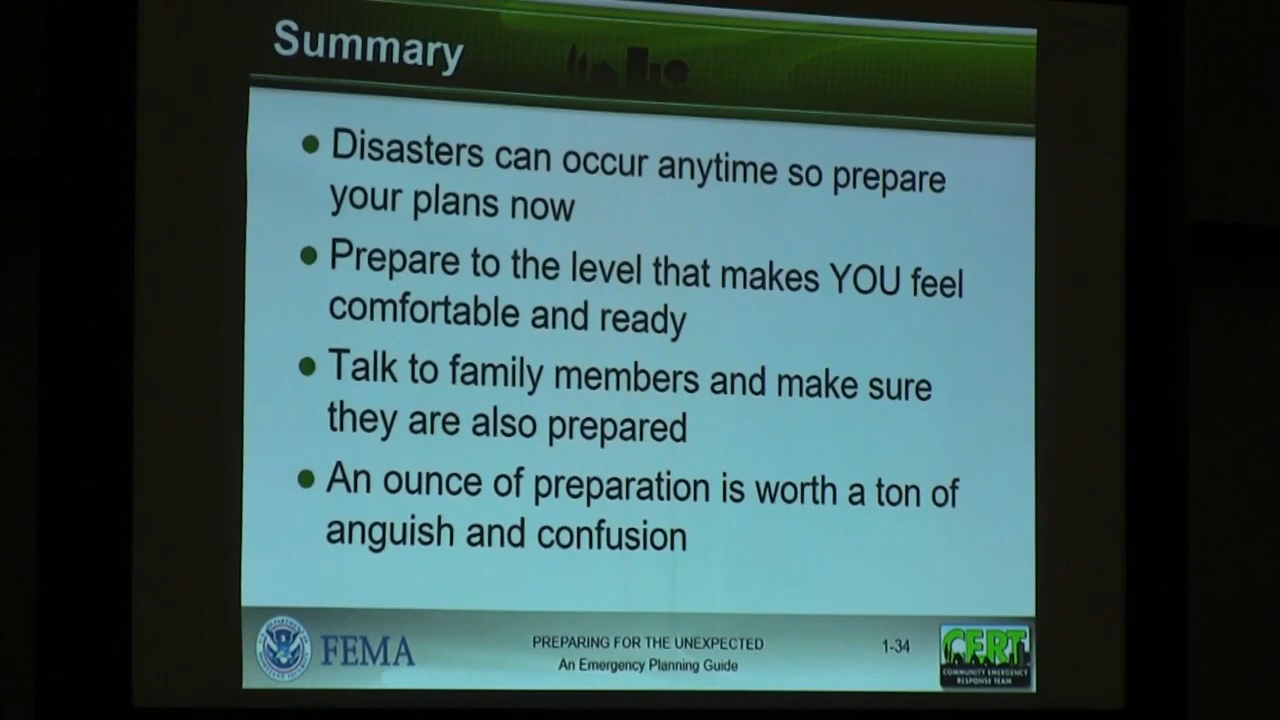 Summary
Disasters can occur anytime so prepare
your plans now
Prepare to the level that makes YOU feel
comfortable and ready
Talk to family members and make sure
they are also prepared
An ounce of preparation is worth a ton of
anguish and confusion
FEMA
PREPARING FOR THE UNEXPECTED
An Emergency Planning Guide
1-34
CERT
COMMUNITY EMERGENCY
RESPONSE TEAM